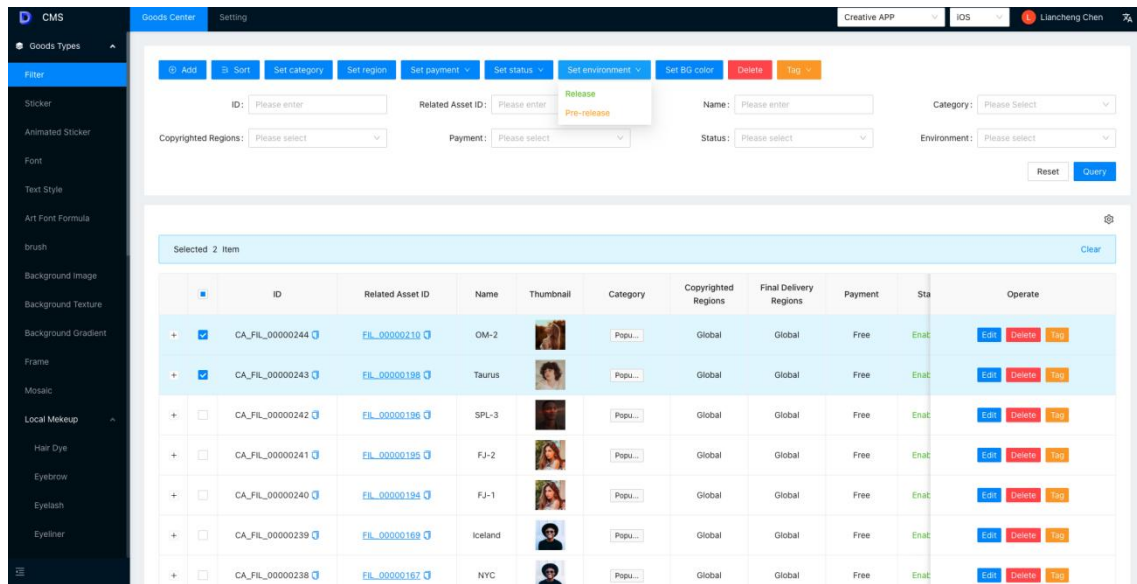 CMS
Goods Center Setting Creative APP iOS L Liancheng Chen
Goods Types
Filter
Sticker
Animated Sticker
Font
Text Style
Art Font Formula
brush
Background Image
Background Texture
Background Gradient
Frame
Mosaic
Local Mekeup
Hair Dye
Eyebrow
Eyelash
Eyeliner
Add Sort Set category Set region Set payment Set status Set environment Set BG color Delete Tag
Release
Pre-release
ID: Please enter Related Asset ID: Please enter Name: Please enter Category: Please Select
Copyrighted Regions: Please select Payment: Please select Status: Please select Environment: Please select
Reset Query
Selected 2 Item Clear
ID Related Asset ID Name Thumbnail Category Copyrighted Regions Final Delivery Regions Payment Sta Operate
CA_FIL_00000244 FIL_00000210 OM-2 Popu... Global Global Free Enab Edit Delete Tag
CA_FIL_00000243 FIL_00000198 Taurus Popu... Global Global Free Enab Edit Delete Tag
CA_FIL_00000242 FIL_00000196 SPL-3 Popu... Global Global Free Enab Edit Delete Tag
CA_FIL_00000241 FIL_00000195 FJ-2 Popu... Global Global Free Enab Edit Delete Tag
CA_FIL_00000240 FIL_00000194 FJ-1 Popu... Global Global Free Enab Edit Delete Tag
CA_FIL_00000239 FIL_00000169 Iceland Popu... Global Global Free Enab Edit Delete Tag
CA_FIL_00000238 FIL_00000167 NYC Popu... Global Global Free Enab Edit Delete Tag